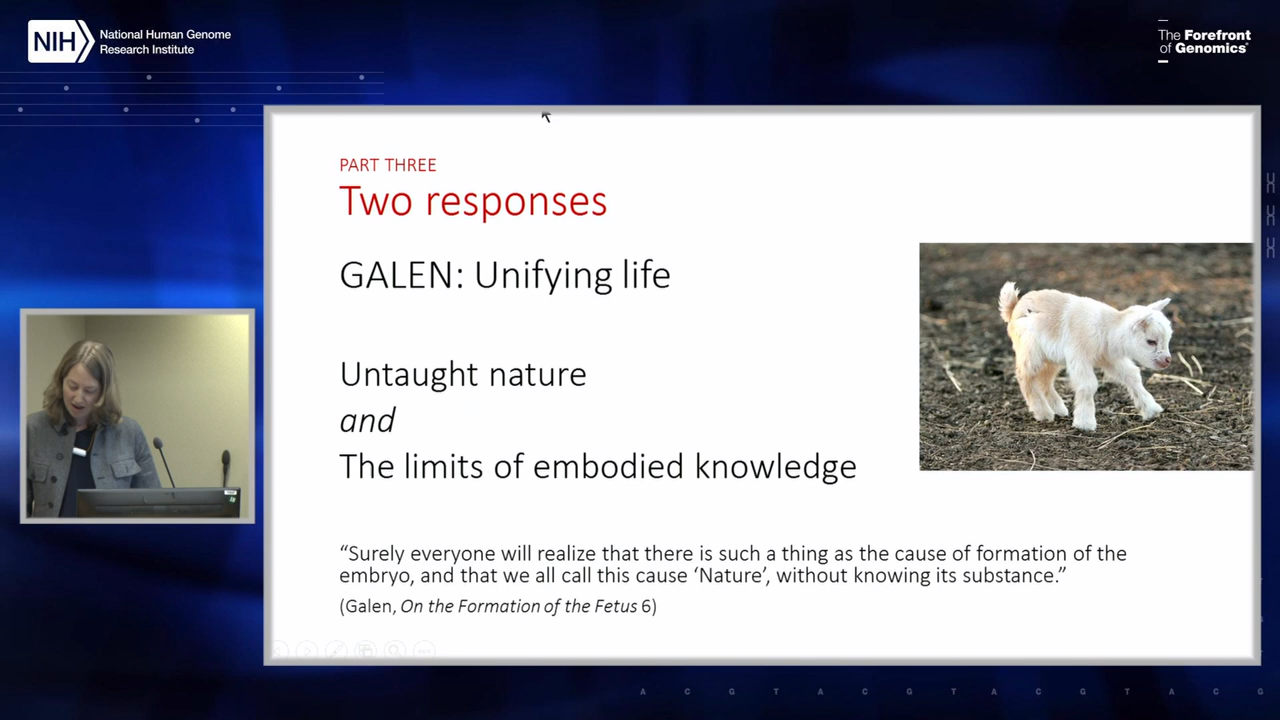 NIH
National Human Genome
Research Institute
The Forefront
of Genomics®
PART THREE
Two responses
GALEN: Unifying life
Untaught nature
and
The limits of embodied knowledge
“Surely everyone will realize that there is such a thing as the cause of formation of the
embryo, and that we all call this cause ‘Nature’, without knowing its substance.”
(Galen, On the Formation of the Fetus 6)
A C G T A C G T A C G T A C G